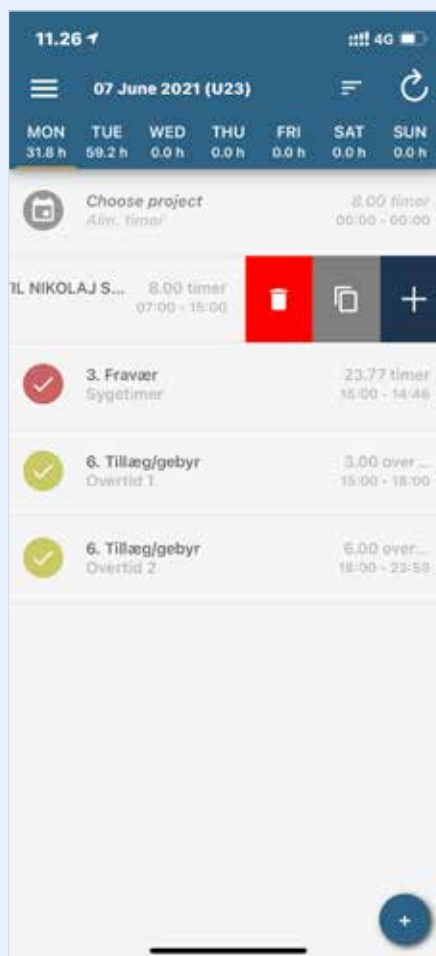 11.26 4G
07 June 2021 (U23)
MON TUE WED THU FRI SAT SUN
31.8 h 59.2 h 0.0 h 0.0 h 0.0 h 0.0 h 0.0 h
Choose project 8.00 timer
Alm. timer 00:00 - 00:00
TIL NIKOLAJ S... 8.00 timer
07:00 - 15:00
3. Fravær 23.77 timer
Sygetimer 15:00 - 14:46
6. Tillæg/gebyr 3.00 over...
Overtid 1 15:00 - 18:00
6. Tillæg/gebyr 6.00 over...
Overtid 2 18:00 - 23:59